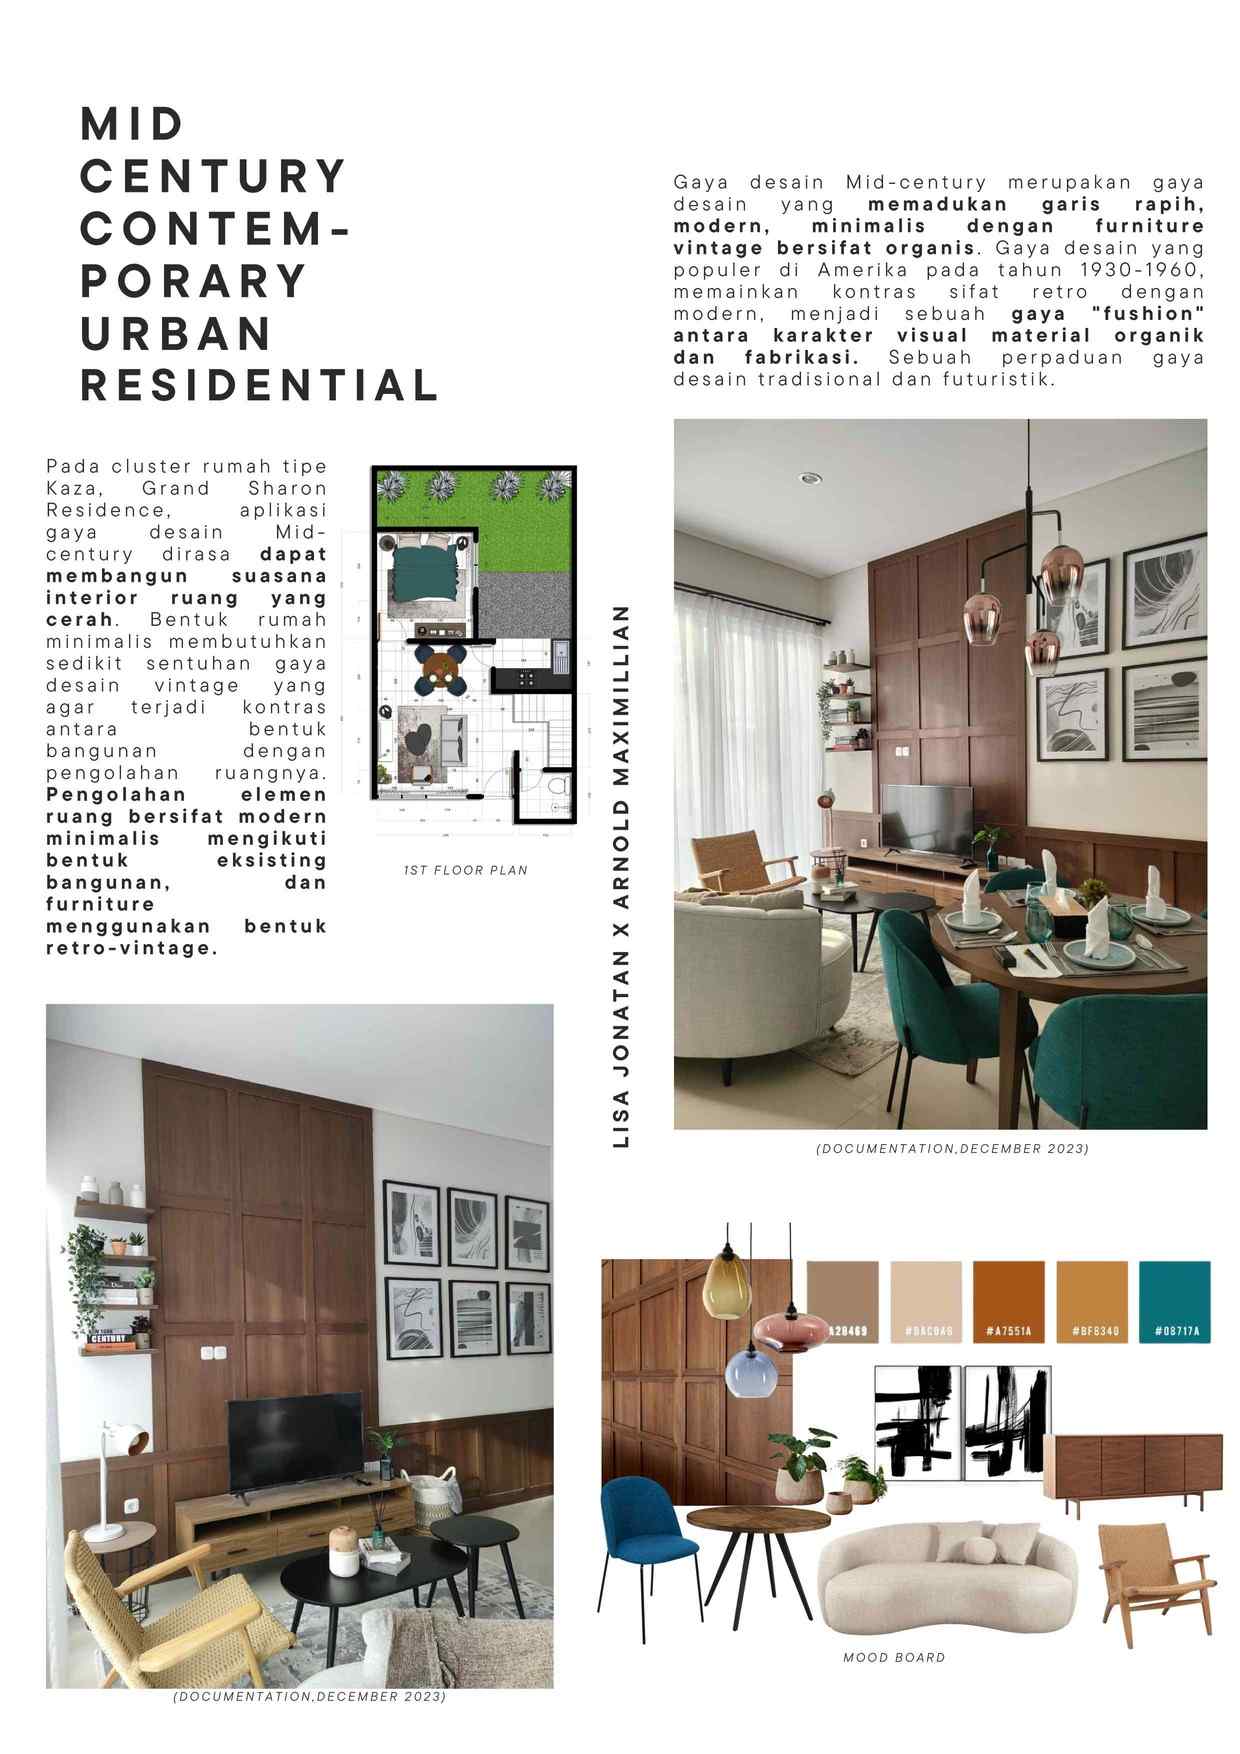 MID
CENTURY
CONTEM-
PORARY
URBAN
RESIDENTIAL
Pada cluster rumah tipe
Kaza, Grand Sharon
Residence, aplikasi
gaya desain Mid-
century dirasa dapat
membangun suasana
interior ruang yang
cerah. Bentuk rumah
minimalis membutuhkan
sedikit sentuhan gaya
desain vintage yang
agar terjadi kontras
antara bentuk
bangunan dengan
pengolahan ruangnya.
Pengolahan elemen
ruang bersifat modern
minimalis mengikuti
bentuk eksisting
bangunan, dan
furniture
menggunakan bentuk
retro-vintage.
1ST FLOOR PLAN
LISA JONATAN X ARNOLD MAXIMILLIAN
Gaya desain Mid-century merupakan gaya
desain yang memadukan garis rapih,
modern, minimalis dengan furniture
vintage bersifat organis. Gaya desain yang
populer di Amerika pada tahun 1930-1960,
memainkan kontras sifat retro dengan
modern, menjadi sebuah gaya "fushion"
antara karakter visual material organik
dan fabrikasi. Sebuah perpaduan gaya
desain tradisional dan futuristik.
(DOCUMENTATION,DECEMBER 2023)
CENTURY
(DOCUMENTATION,DECEMBER 2023)
#A7551A
#BF8340
#08717A
MOOD BOARD